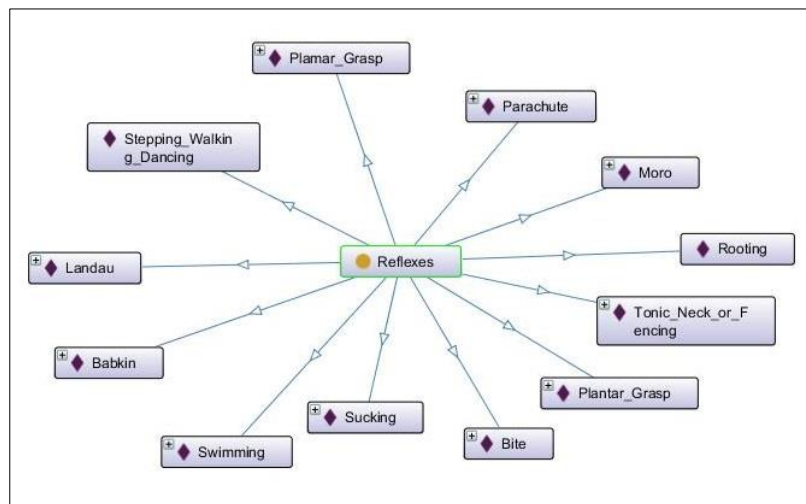 Plamar_Grasp
Parachute
Stepping_Walkin
g_Dancing
Moro
Rooting
Reflexes
Landau
Tonic_Neck_or_F
encing
Babkin
Plantar_Grasp
Sucking
Swimming
Bite